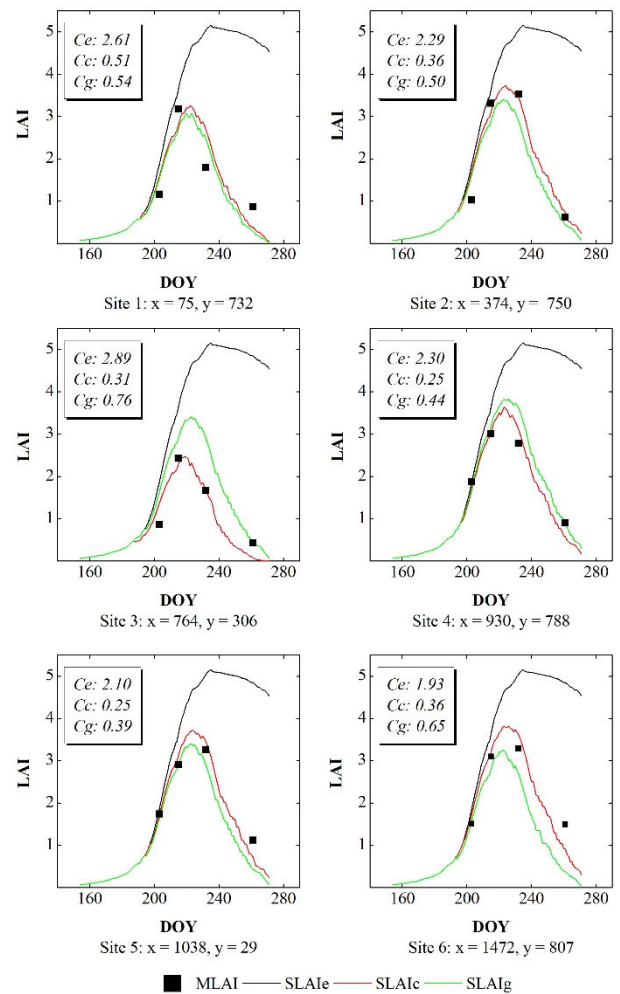 Ce: 2.61
Cc: 0.51
Cg: 0.54
5
4
3
2
1
LAI
160 200 240 280
DOY
Site 1: x = 75, y = 732
Ce: 2.29
Cc: 0.36
Cg: 0.50
5
4
3
2
1
LAI
160 200 240 280
DOY
Site 2: x = 374, y = 750
Ce: 2.89
Cc: 0.31
Cg: 0.76
5
4
3
2
1
LAI
160 200 240 280
DOY
Site 3: x = 764, y = 306
Ce: 2.30
Cc: 0.25
Cg: 0.44
5
4
3
2
1
LAI
160 200 240 280
DOY
Site 4: x = 930, y = 788
Ce: 2.10
Cc: 0.25
Cg: 0.39
5
4
3
2
1
LAI
160 200 240 280
DOY
Site 5: x = 1038, y = 29
Ce: 1.93
Cc: 0.36
Cg: 0.65
5
4
3
2
1
LAI
160 200 240 280
DOY
Site 6: x = 1472, y = 807
MLAI SLAIe SLAIc SLAIg